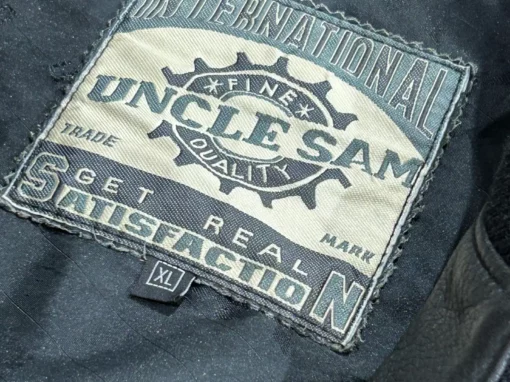 INTERNATIONAL
*FINE*
UNCLE SAM
QUALITY
TRADE
MARK
GET REAL
SATISFACTION
XL